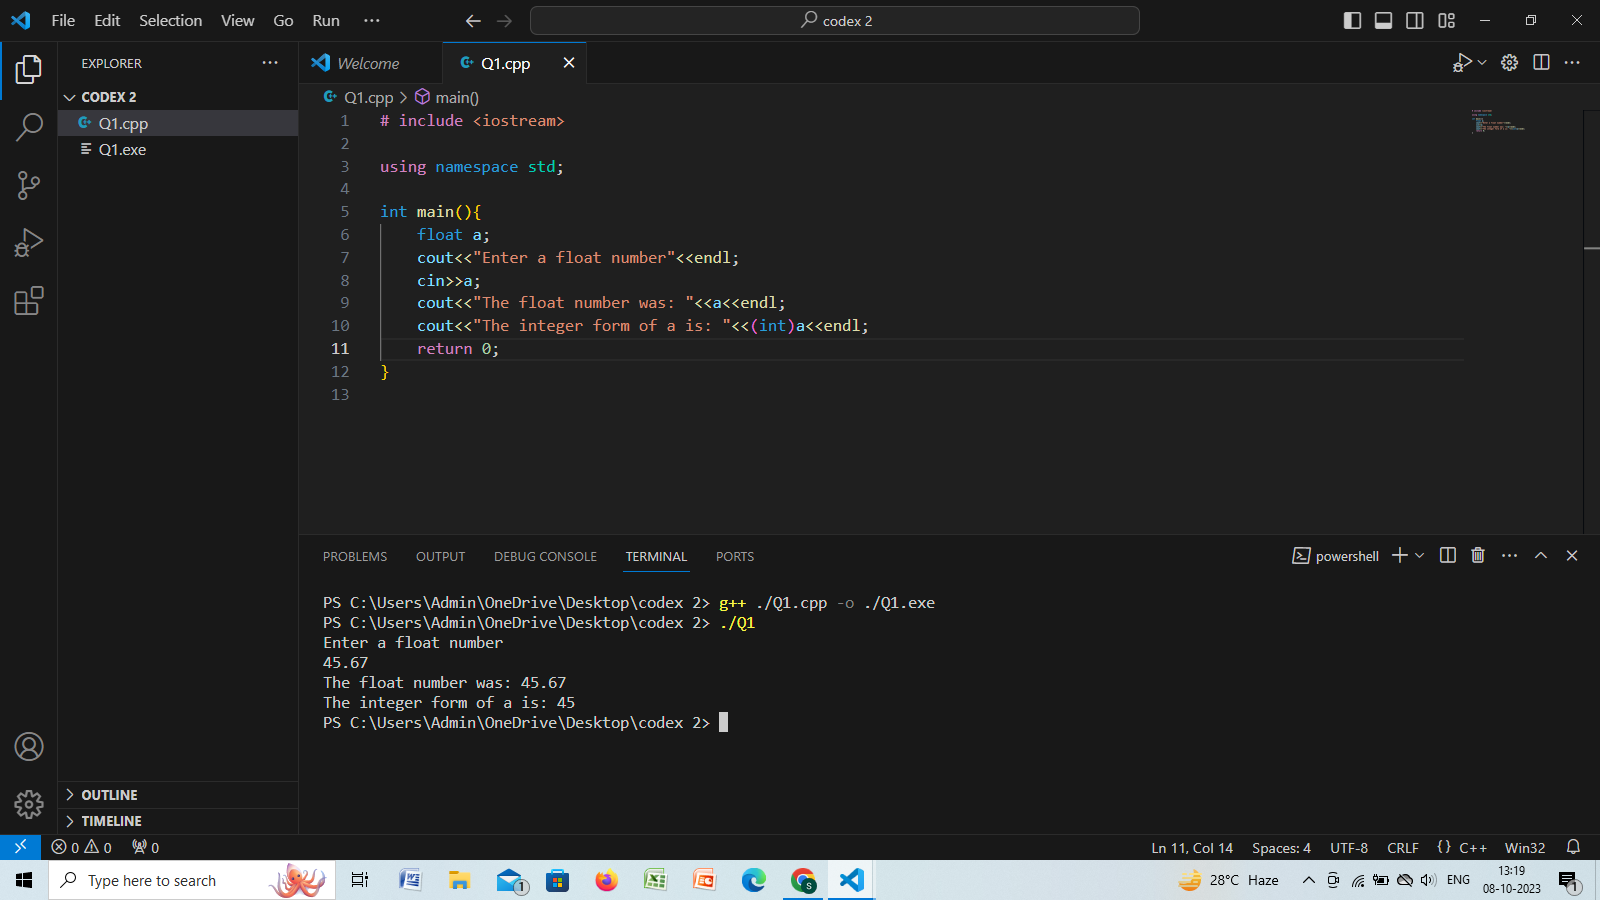 File Edit Selection View Go Run ···
codex 2
EXPLORER ···
Welcome
Q1.cpp
CODEX 2
Q1.cpp
Q1.exe
Q1.cpp > main()
1 # include <iostream>
2
3 using namespace std;
4
5 int main(){
6 float a;
7 cout<<"Enter a float number"<<endl;
8 cin>>a;
9 cout<<"The float number was: "<<a<<endl;
10 cout<<"The integer form of a is: "<<(int)a<<endl;
11 return 0;
12 }
13
PROBLEMS OUTPUT DEBUG CONSOLE TERMINAL PORTS
powershell
PS C:\Users\Admin\OneDrive\Desktop\codex 2> g++ ./Q1.cpp -o ./Q1.exe
PS C:\Users\Admin\OneDrive\Desktop\codex 2> ./Q1
Enter a float number
45.67
The float number was: 45.67
The integer form of a is: 45
PS C:\Users\Admin\OneDrive\Desktop\codex 2>
OUTLINE
TIMELINE
0 0 0
Ln 11, Col 14 Spaces: 4 UTF-8 CRLF {} C++ Win32
Type here to search
1
S
28°C Haze
ENG
13:19
08-10-2023
1